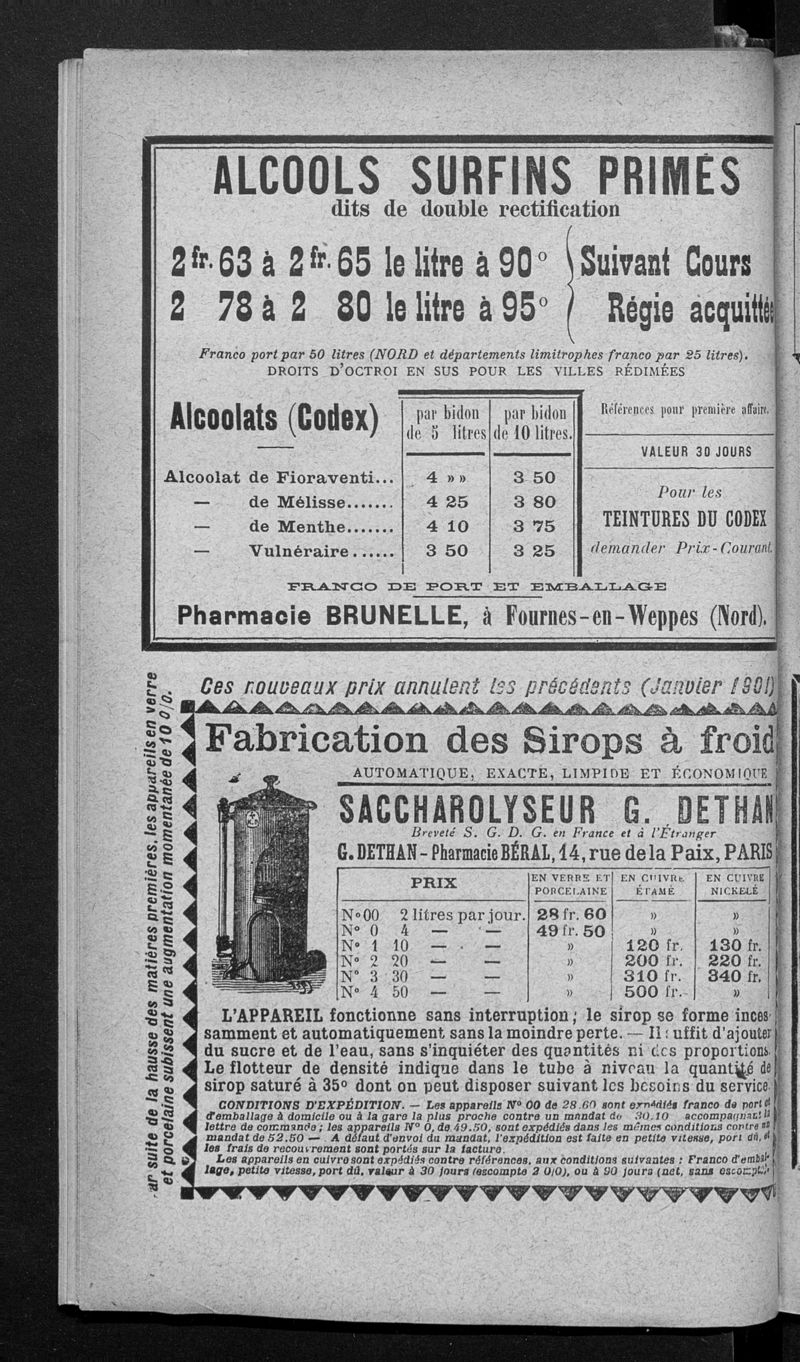 ALCOOLS SURFINS PRIMÉS
dits de double rectification
2 fr. 63 à 2 fr. 65 le litre à 90° Suivant Cours
2 78 à 2 80 le litre à 95° Régie acquittée
Franco port par 50 litres (NORD et départements limitrophes franco par 25 litres).
DROITS D'OCTROI EN SUS POUR LES VILLES RÉDIMÉES
Alcoolats (Codex)
par bidon de 5 litres
par bidon de 10 litres.
Alcoolat de Fioraventi... 4 »» 3 50
— de Mélisse....... 4 25 3 80
— de Menthe....... 4 10 3 75
— Vulnéraire...... 3 50 3 25
Références pour première affaire.
VALEUR 30 JOURS
Pour les
TEINTURES DU CODEX
demander Prix-Courant.
FRANCO DE PORT ET EMBALLAGE
Pharmacie BRUNELLE, à Fournes-en-Weppes (Nord).
Ces nouveaux prix annulent les précédents (Janvier 1901)
Fabrication des Sirops à froid
AUTOMATIQUE, EXACTE, LIMPIDE ET ÉCONOMIQUE
SACCHAROLYSEUR G. DETHAN
Breveté S. G. D. G. en France et à l'Étranger
G. DETHAN - Pharmacie BÉRAL, 14, rue de la Paix, PARIS
PRIX
EN VERRE ET PORCELAINE
EN CUIVRE ÉTAMÉ
EN CUIVRE NICKELÉ
N° 00 2 litres par jour. 28 fr. 60 » »
N° 0 4 — — 49 fr. 50 » »
N° 1 10 — — » 120 fr. 130 fr.
N° 2 20 — — » 200 fr. 220 fr.
N° 3 30 — — » 310 fr. 340 fr.
N° 4 50 — — » 500 fr. »
L'APPAREIL fonctionne sans interruption; le sirop se forme inces-
samment et automatiquement sans la moindre perte. — Il suffit d'ajouter
du sucre et de l'eau, sans s'inquiéter des quantités ni des proportions.
Le flotteur de densité indique dans le tube à niveau la quantité de
sirop saturé à 35° dont on peut disposer suivant les besoins du service.
CONDITIONS D'EXPÉDITION. — Les appareils N° 00 de 28.60 sont expédiés franco de port et
d'emballage à domicile ou à la gare la plus proche contre un mandat de 30.10 accompagnant la
lettre de commande; les appareils N° 0, de 49.50, sont expédiés dans les mêmes conditions contre un
mandat de 52.50 — A défaut d'envoi du mandat, l'expédition est faite en petite vitesse, port dû, et
les frais de recouvrement sont portés sur la facture.
Les appareils en cuivre sont expédiés contre références, aux conditions suivantes : Franco d'embal-
lage, petite vitesse, port dû, valeur à 30 jours (escompte 2 0/0), ou à 90 jours (net, sans escompte).
ar suite de la hausse des matières premières, les appareils en verre
et porcelaine subissent une augmentation momentanée de 10 0/0.